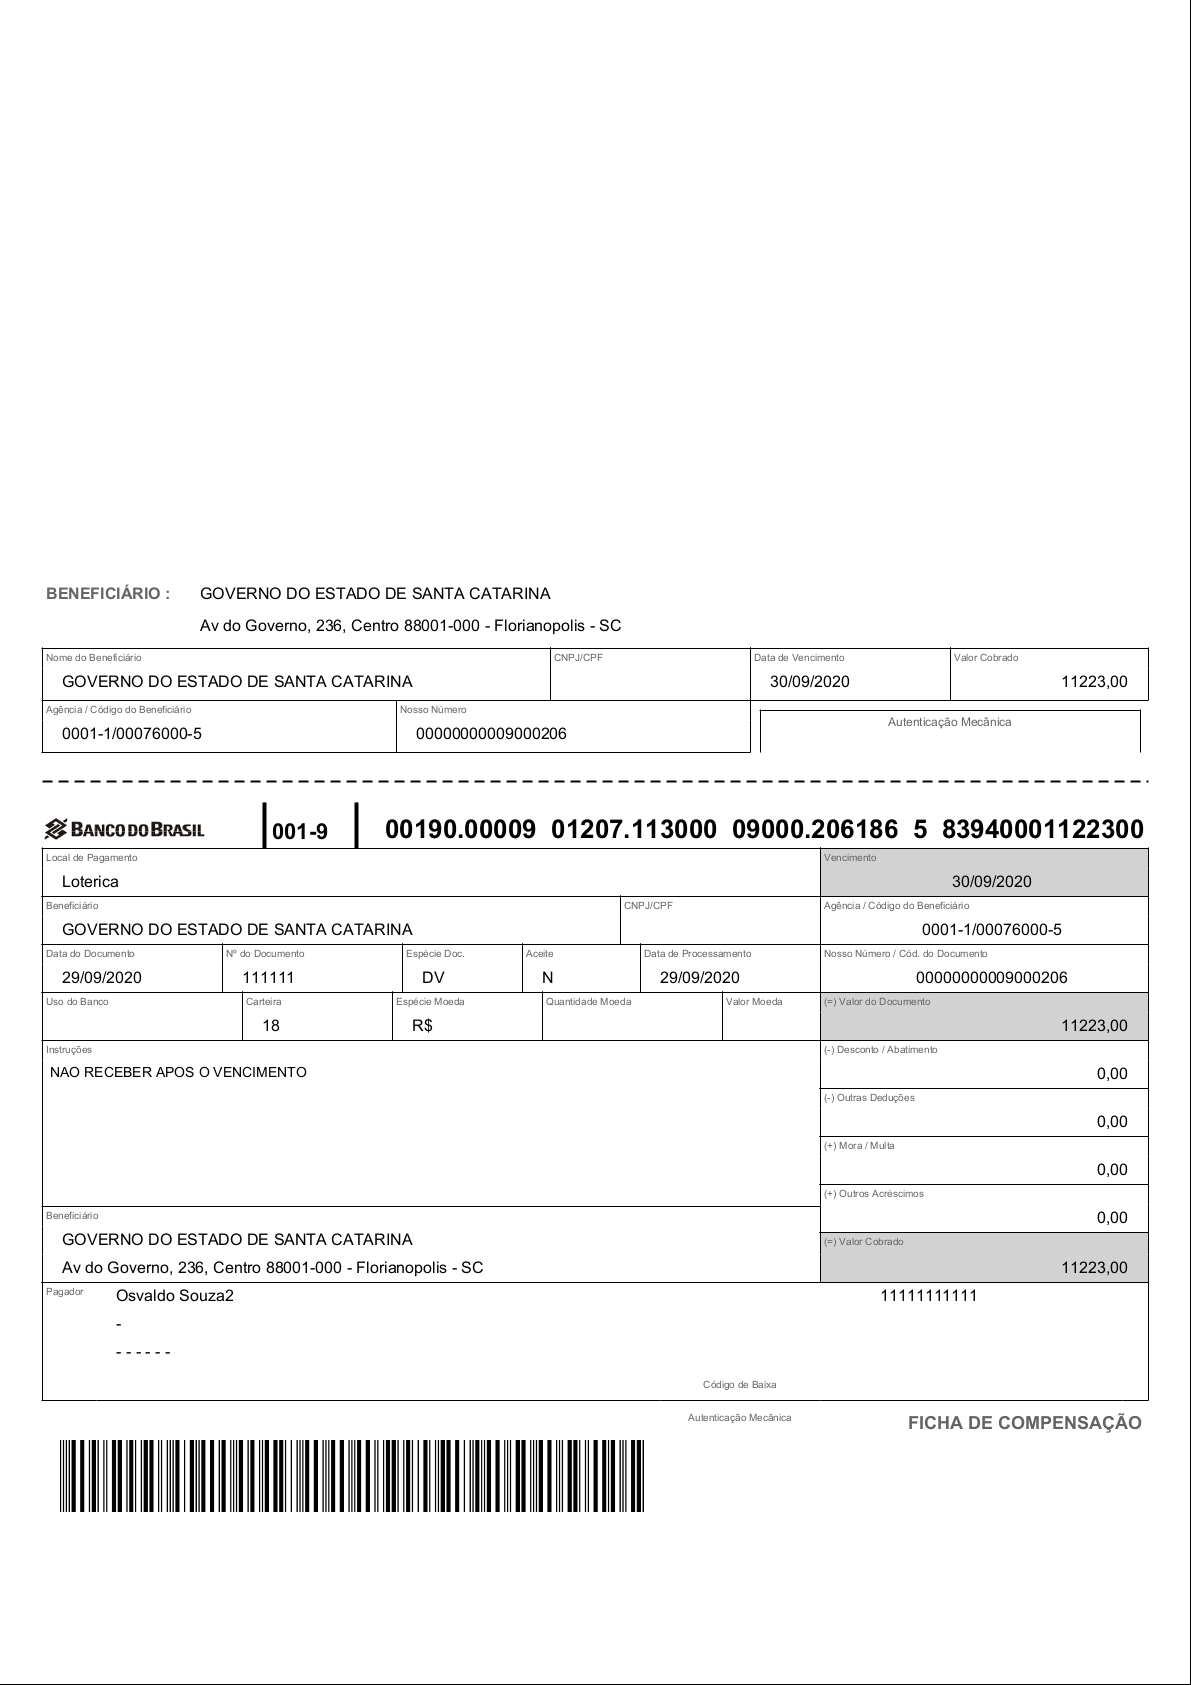 BENEFICIÁRIO : GOVERNO DO ESTADO DE SANTA CATARINA
Av do Governo, 236, Centro 88001-000 - Florianopolis - SC
Nome do Beneficiário CNPJ/CPF Data de Vencimento Valor Cobrado
GOVERNO DO ESTADO DE SANTA CATARINA 30/09/2020 11223,00
Agência / Código do Beneficiário Nosso Número
Autenticação Mecânica
0001-1/00076000-5 00000000009000206
BANCO DO BRASIL 001-9 00190.00009 01207.113000 09000.206186 5 83940001122300
Local de Pagamento Vencimento
Loterica 30/09/2020
Beneficiário CNPJ/CPF Agência / Código do Beneficiário
GOVERNO DO ESTADO DE SANTA CATARINA 0001-1/00076000-5
Data do Documento Nº do Documento Espécie Doc. Aceite Data de Processamento Nosso Número / Cód. do Documento
29/09/2020 111111 DV N 29/09/2020 00000000009000206
Uso do Banco Carteira Espécie Moeda Quantidade Moeda Valor Moeda (=) Valor do Documento
18 R$ 11223,00
Instruções (-) Desconto / Abatimento
NAO RECEBER APOS O VENCIMENTO 0,00
(-) Outras Deduções
0,00
(+) Mora / Multa
0,00
(+) Outros Acréscimos
0,00
Beneficiário
GOVERNO DO ESTADO DE SANTA CATARINA
(=) Valor Cobrado
Av do Governo, 236, Centro 88001-000 - Florianopolis - SC 11223,00
Pagador Osvaldo Souza2 11111111111
-
- - - - - -
Código de Baixa
Autenticação Mecânica FICHA DE COMPENSAÇÃO